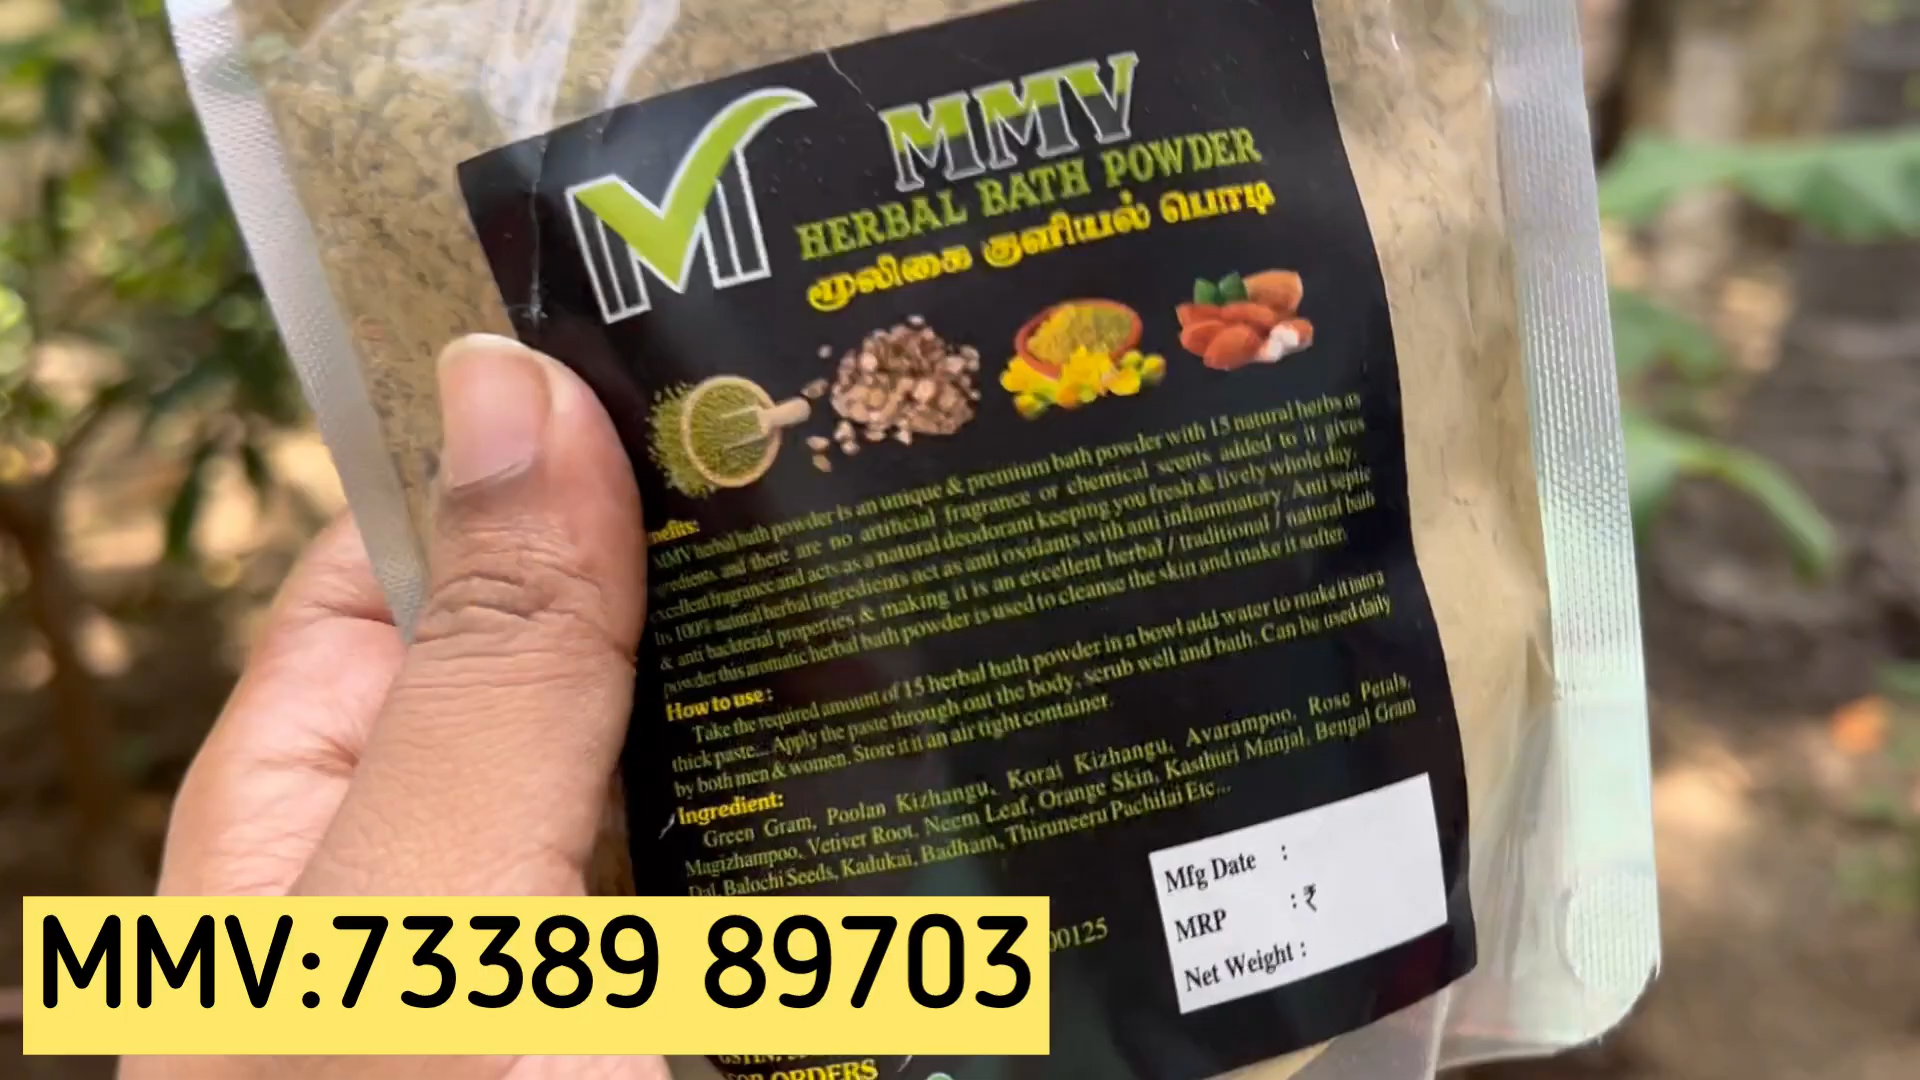 MMV
HERBAL BATH POWDER
மூலிகை குளியல் பொடி
nefits:
MMV herbal bath powder is an unique & premium bath powder with 15 natural herbs as
gredients and there are no artificial fragrance or chemical scents added to it gives
excellent fragrance and acts as a natural deodorant keeping you fresh & lively whole day.
Its 100% natural herbal ingredients act as anti oxidants with anti inflammatory / Anti septic
& anti backterial properties & making it is an excellent herbal / traditional / natural bath
powder this aromatic herbal bath powder is used to cleanse the skin and make it softer.
How to use :
Take the required amount of 15 herbal bath powder in a bowl add water to make it into a
thick paste... Apply the paste through out the body, scrub well and bath. Can be used daily
by both men & women. Store it it an air tight container.
Ingredient:
Green Gram, Poolan Kizhangu, Korai Kizhangu, Avarampoo, Rose Petals,
Magizhampoo, Vetiver Root, Neem Leaf, Orange Skin, Kasthuri Manjal, Bengal Gram
Dal, Balochi Seeds, Kadukai, Badham, Thiruneeru Pachilai Etc...
00125
Mfg Date :
MRP : ₹
Net Weight :
MMV:73389 89703
FOR ORDERS